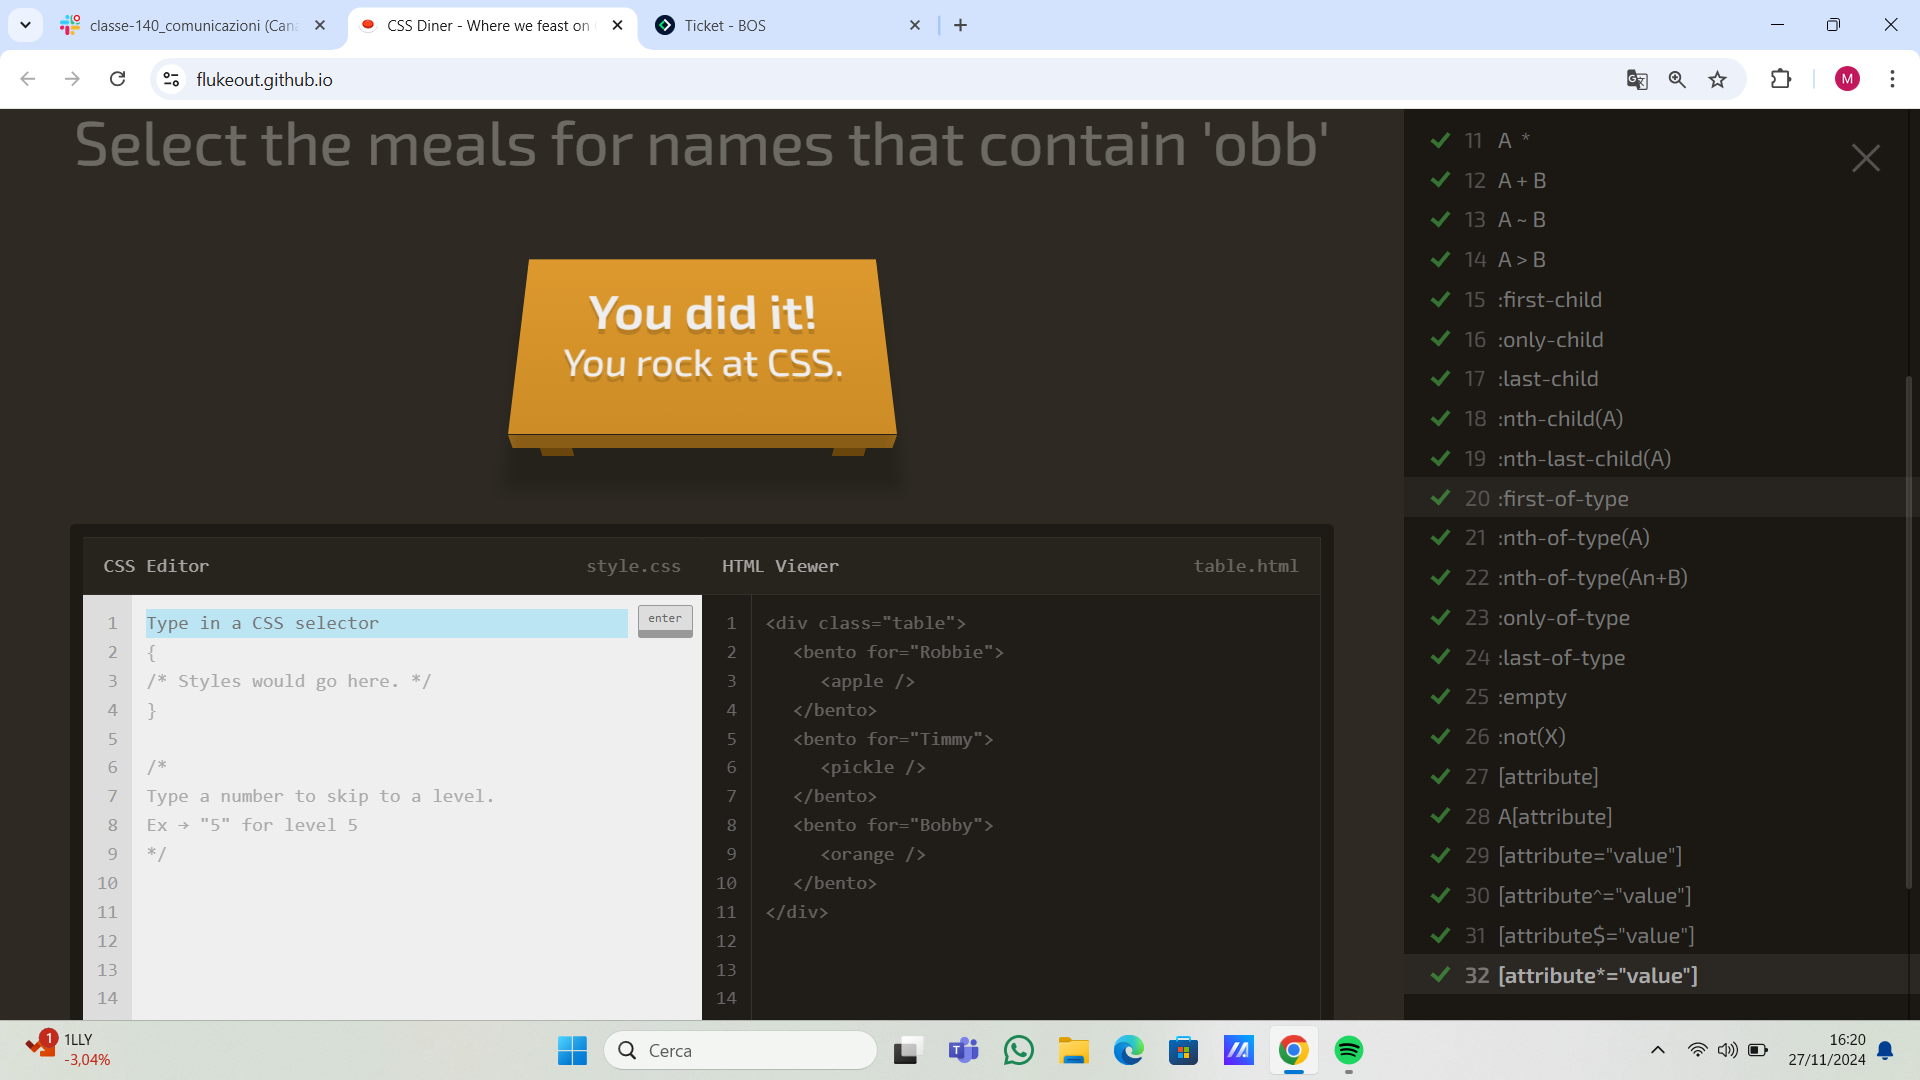 classe-140_comunicazioni (Cana
CSS Diner - Where we feast on
Ticket - BOS
flukeout.github.io
M
Select the meals for names that contain 'obb'
You did it!
You rock at CSS.
CSS Editor
style.css
HTML Viewer
table.html
1 Type in a CSS selector
enter
2 {
3 /* Styles would go here. */
4 }
5
6 /*
7 Type a number to skip to a level.
8 Ex → "5" for level 5
9 */
10
11
12
13
14
1 <div class="table">
2 <bento for="Robbie">
3 <apple />
4 </bento>
5 <bento for="Timmy">
6 <pickle />
7 </bento>
8 <bento for="Bobby">
9 <orange />
10 </bento>
11 </div>
12
13
14
11 A *
12 A + B
13 A ~ B
14 A > B
15 :first-child
16 :only-child
17 :last-child
18 :nth-child(A)
19 :nth-last-child(A)
20 :first-of-type
21 :nth-of-type(A)
22 :nth-of-type(An+B)
23 :only-of-type
24 :last-of-type
25 :empty
26 :not(X)
27 [attribute]
28 A[attribute]
29 [attribute="value"]
30 [attribute^="value"]
31 [attribute$="value"]
32 [attribute*="value"]
1
1LLY
-3,04%
Cerca
16:20
27/11/2024